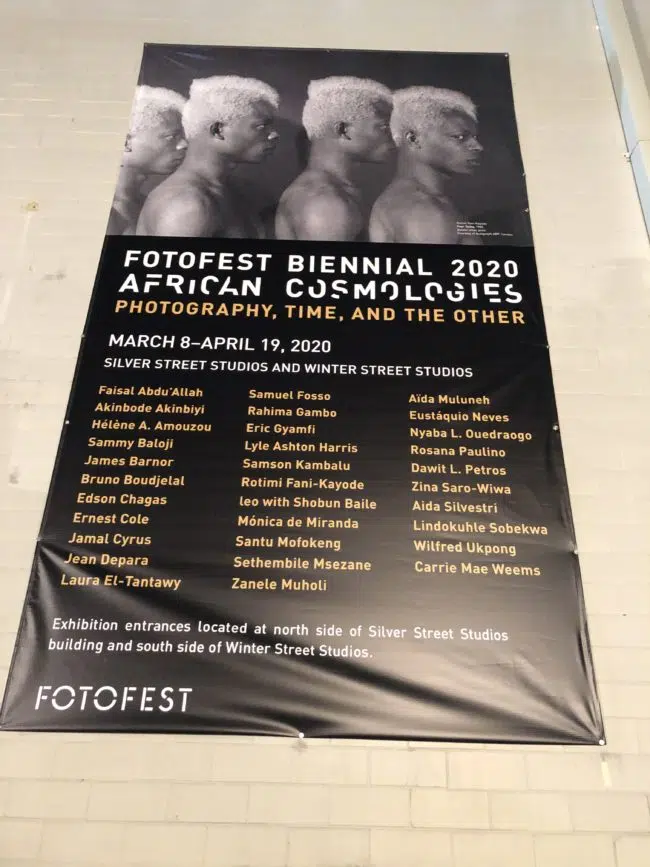 FOTOFEST BIENNIAL 2020
AFRICAN COSMOLOGIES
PHOTOGRAPHY, TIME, AND THE OTHER
MARCH 8–APRIL 19, 2020
SILVER STREET STUDIOS AND WINTER STREET STUDIOS
Faisal Abdu'Allah
Akinbode Akinbiyi
Hélène A. Amouzou
Sammy Baloji
James Barnor
Bruno Boudjelal
Edson Chagas
Ernest Cole
Jamal Cyrus
Jean Depara
Laura El-Tantawy
Samuel Fosso
Rahima Gambo
Eric Gyamfi
Lyle Ashton Harris
Samson Kambalu
Rotimi Fani-Kayode
leo with Shobun Baile
Mónica de Miranda
Santu Mofokeng
Sethembile Msezane
Zanele Muholi
Aïda Muluneh
Eustáquio Neves
Nyaba L. Ouedraogo
Rosana Paulino
Dawit L. Petros
Zina Saro-Wiwa
Aida Silvestri
Lindokuhle Sobekwa
Wilfred Ukpong
Carrie Mae Weems
Exhibition entrances located at north side of Silver Street Studios
building and south side of Winter Street Studios.
FOTOFEST